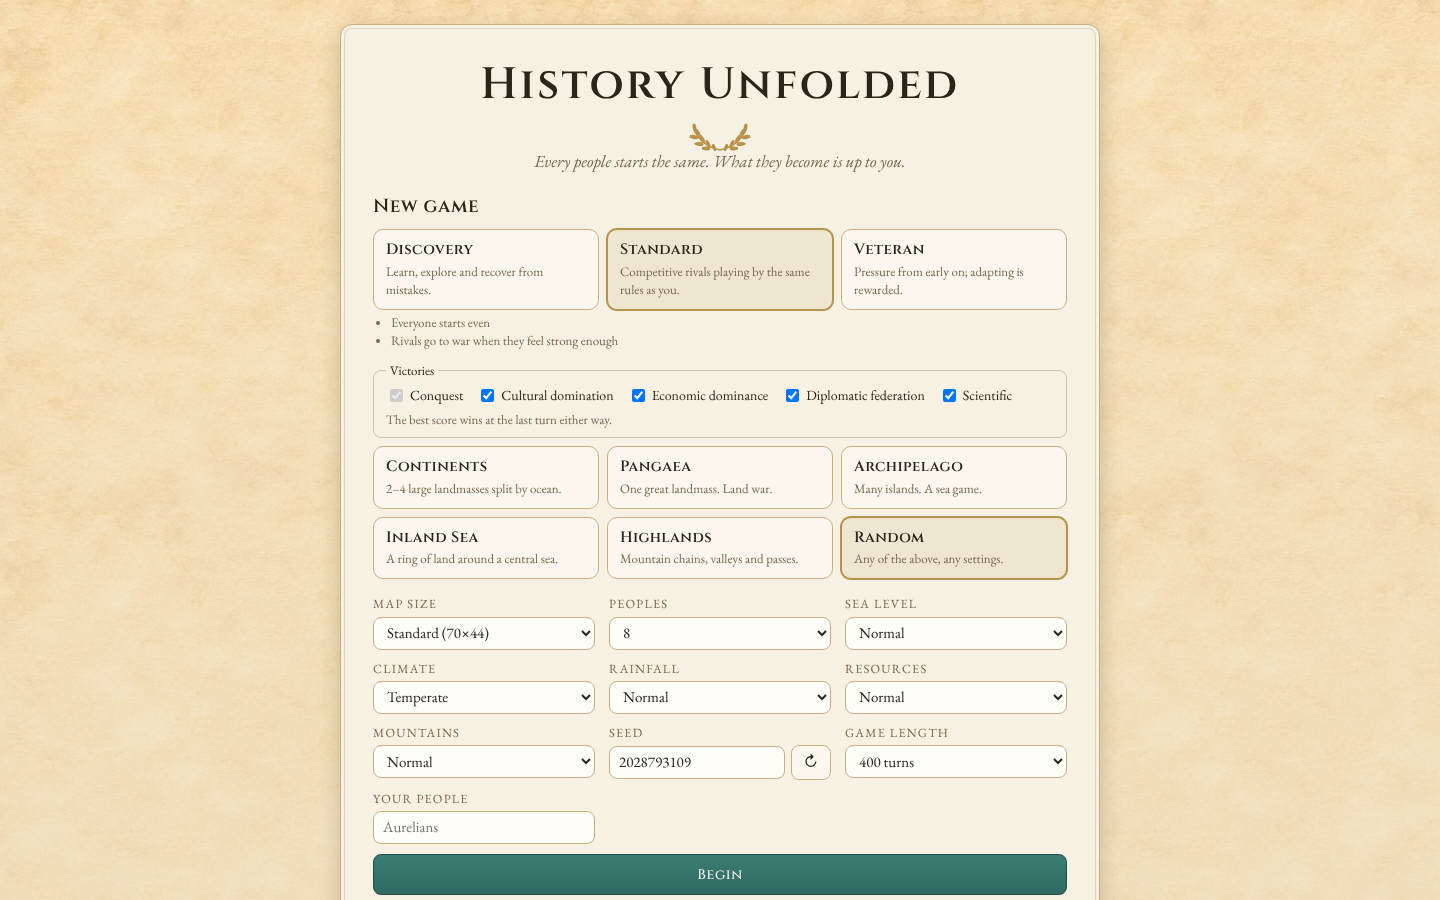 History Unfolded
Every people starts the same. What they become is up to you.
New game
Discovery
Learn, explore and recover from
mistakes.
Standard
Competitive rivals playing by the same
rules as you.
Veteran
Pressure from early on; adapting is
rewarded.
Everyone starts even
Rivals go to war when they feel strong enough
Victories
Conquest
Cultural domination
Economic dominance
Diplomatic federation
Scientific
The best score wins at the last turn either way.
Continents
2–4 large landmasses split by ocean.
Pangaea
One great landmass. Land war.
Archipelago
Many islands. A sea game.
Inland Sea
A ring of land around a central sea.
Highlands
Mountain chains, valleys and passes.
Random
Any of the above, any settings.
MAP SIZE
Standard (70×44)
PEOPLES
8
SEA LEVEL
Normal
CLIMATE
Temperate
RAINFALL
Normal
RESOURCES
Normal
MOUNTAINS
Normal
SEED
2028793109
GAME LENGTH
400 turns
YOUR PEOPLE
Aurelians
Begin